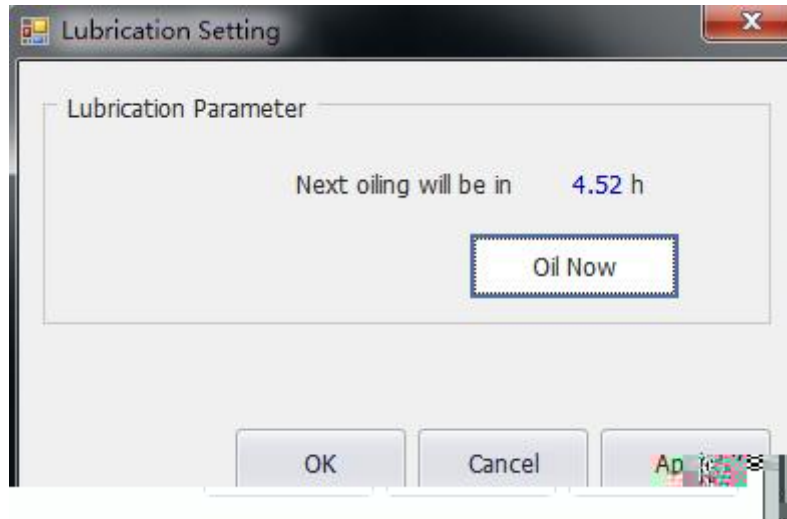 Lubrication Setting
Lubrication Parameter
Next oiling will be in 4.52 h
Oil Now
OK Cancel